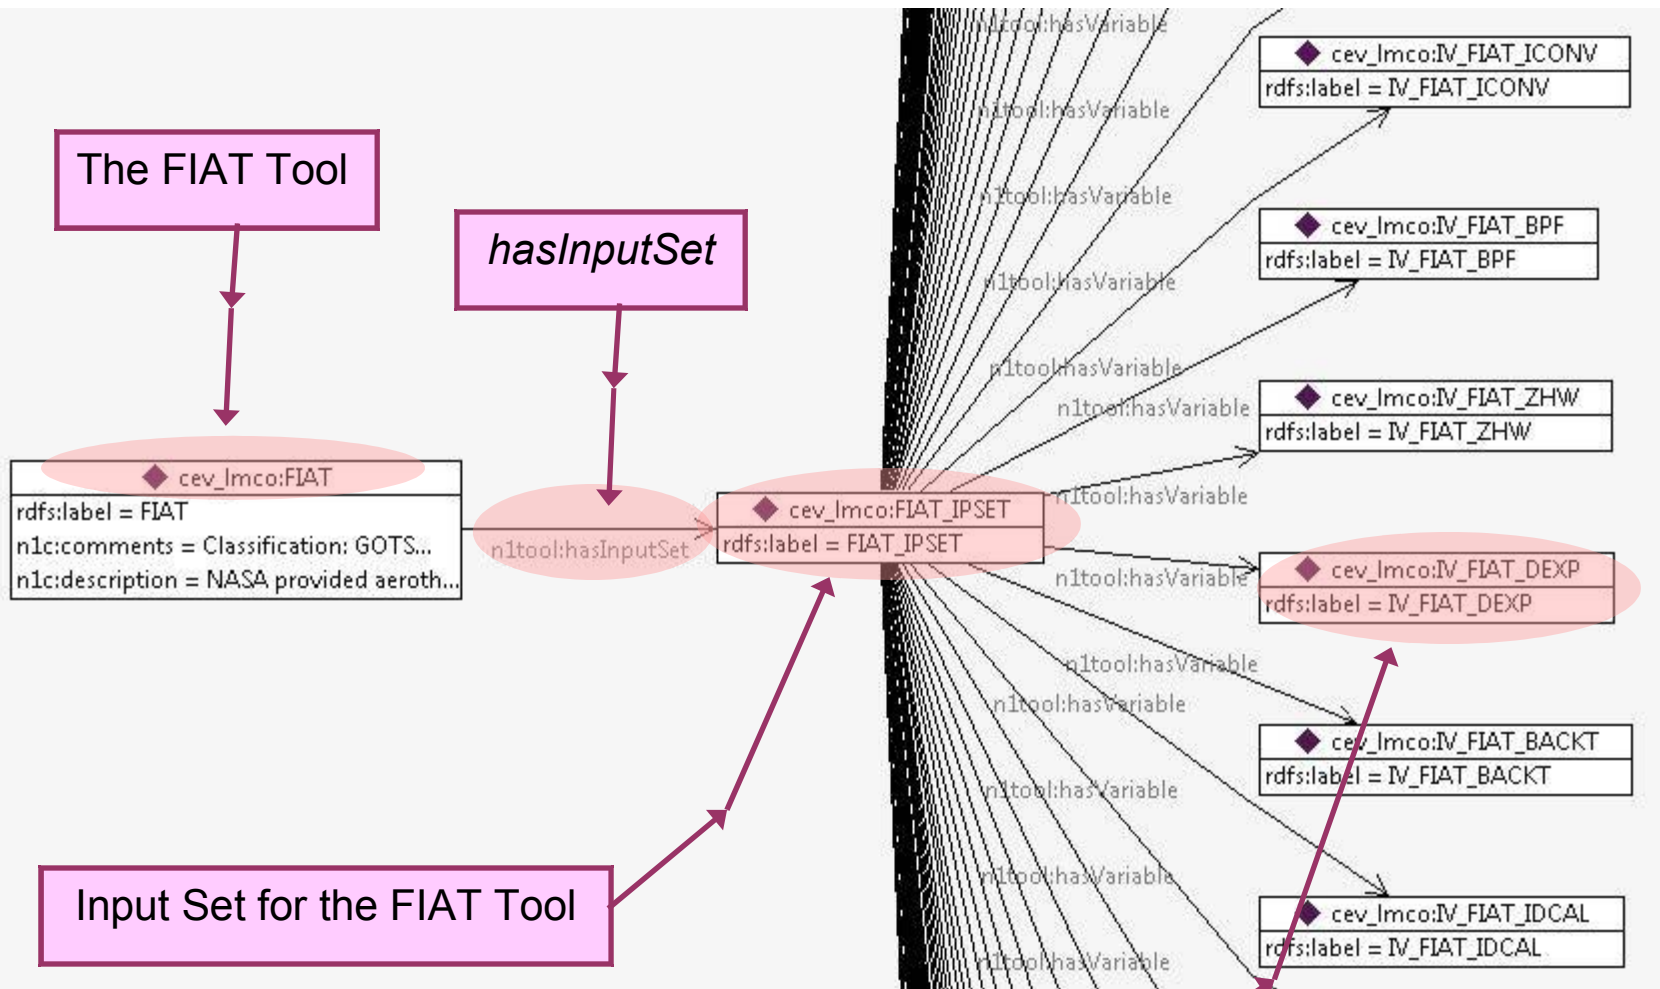 The FIAT Tool
hasInputSet
Input Set for the FIAT Tool
cev_lmco:FIAT
rdfs:label = FIAT
n1c:comments = Classification: GOTS...
n1c:description = NASA provided aeroth...
n1tool:hasInputSet
cev_lmco:FIAT_IPSET
rdfs:label = FIAT_IPSET
n1tool:hasVariable
n1tool:hasVariable
n1tool:hasVariable
n1tool:hasVariable
n1tool:hasVariable
n1tool:hasVariable
n1tool:hasVariable
n1tool:hasVariable
n1tool:hasVariable
n1tool:hasVariable
n1tool:hasVariable
n1tool:hasVariable
n1tool:hasVariable
cev_lmco:IV_FIAT_ICONV
rdfs:label = IV_FIAT_ICONV
cev_lmco:IV_FIAT_BPF
rdfs:label = IV_FIAT_BPF
cev_lmco:IV_FIAT_ZHW
rdfs:label = IV_FIAT_ZHW
cev_lmco:IV_FIAT_DEXP
rdfs:label = IV_FIAT_DEXP
cev_lmco:IV_FIAT_BACKT
rdfs:label = IV_FIAT_BACKT
cev_lmco:IV_FIAT_IDCAL
rdfs:label = IV_FIAT_IDCAL